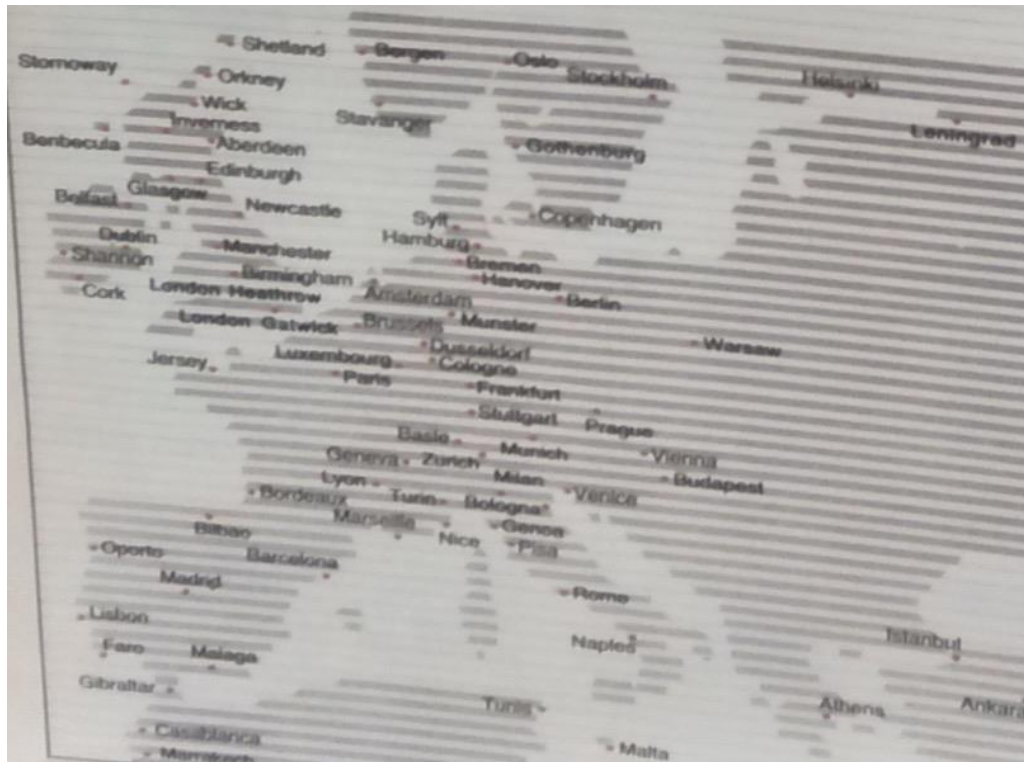 Shetland
Bergen
Oslo
Stornoway
Orkney
Stockholm
Helsinki
Wick
Stavanger
Inverness
Leningrad
Benbecula
Aberdeen
Gothenburg
Edinburgh
Glasgow
Belfast
Newcastle
Sylt
Copenhagen
Dublin
Manchester
Hamburg
Shannon
Bremen
Birmingham
Hanover
Cork
London Heathrow
Amsterdam
Berlin
London Gatwick
Brussels
Munster
Dusseldorf
Warsaw
Jersey
Luxembourg
Cologne
Paris
Frankfurt
Stuttgart
Prague
Basle
Munich
Vienna
Geneva
Zurich
Lyon
Milan
Budapest
Bordeaux
Turin
Bologna
Venice
Marseille
Genoa
Bilbao
Nice
Pisa
Oporto
Barcelona
Madrid
Rome
Lisbon
Naples
Istanbul
Faro
Malaga
Gibraltar
Tunis
Athens
Ankara
Casablanca
Malta
Marrakech